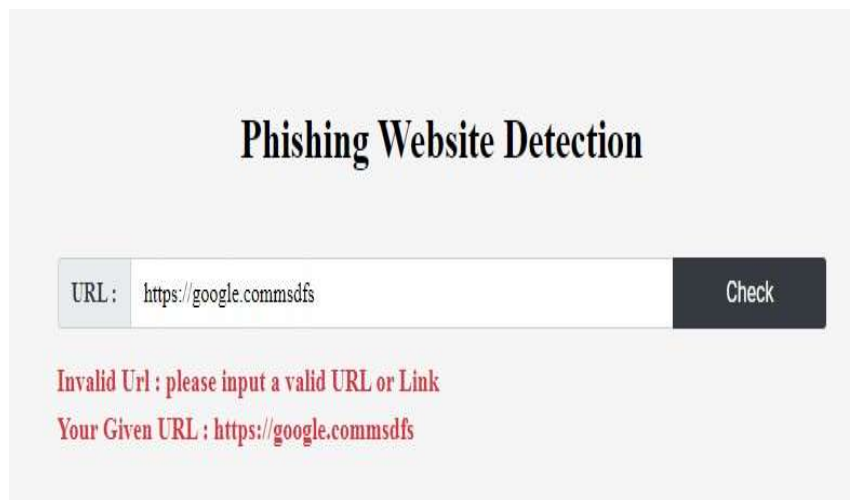 Phishing Website Detection
URL : https://google.commsdfs Check
Invalid Url : please input a valid URL or Link
Your Given URL : https://google.commsdfs